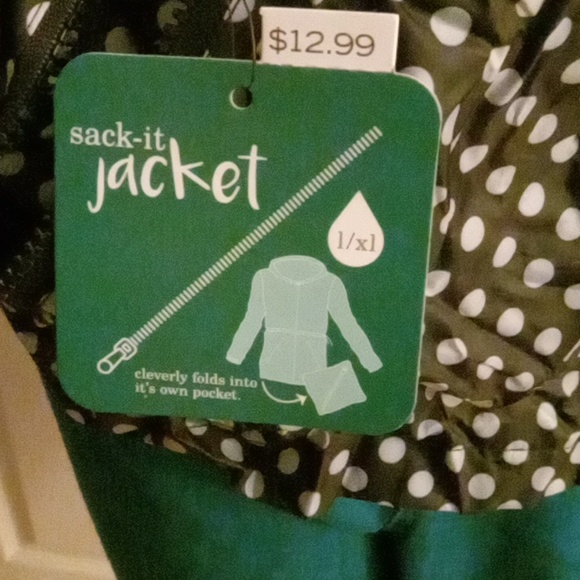 $12.99
sack-it
jacket
l/xl
cleverly folds into
it's own pocket.